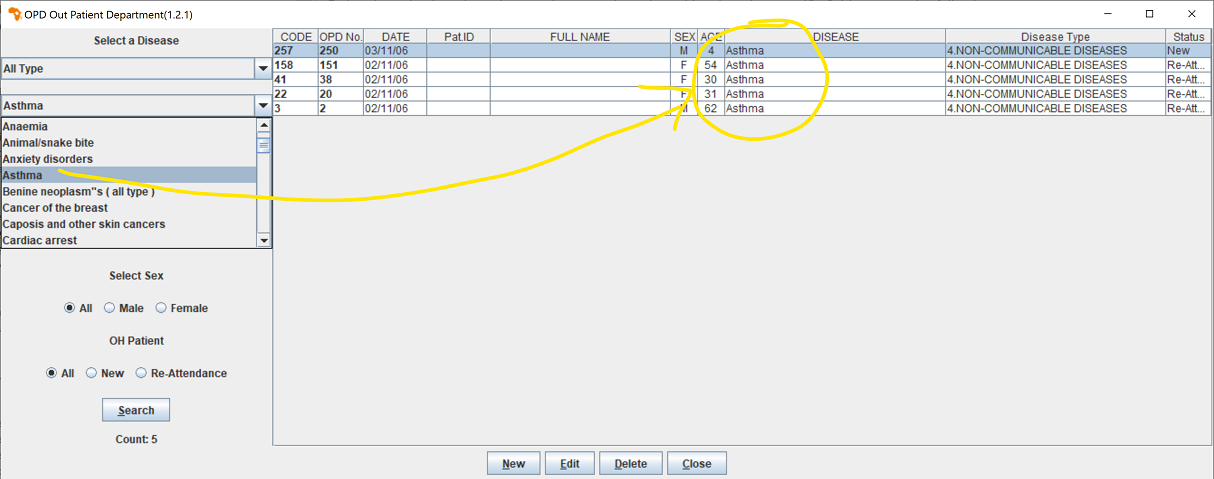 OPD Out Patient Department(1.2.1)
Select a Disease
All Type
Asthma
Anaemia
Animal/snake bite
Anxiety disorders
Asthma
Benine neoplasm"s ( all type )
Cancer of the breast
Caposis and other skin cancers
Cardiac arrest
Select Sex
All Male Female
OH Patient
All New Re-Attendance
Search
Count: 5
CODE OPD No. DATE Pat.ID FULL NAME SEX AGE DISEASE Disease Type Status
257 250 03/11/06 M 4 Asthma 4.NON-COMMUNICABLE DISEASES New
158 151 02/11/06 F 54 Asthma 4.NON-COMMUNICABLE DISEASES Re-Att...
41 38 02/11/06 F 30 Asthma 4.NON-COMMUNICABLE DISEASES Re-Att...
22 20 02/11/06 F 31 Asthma 4.NON-COMMUNICABLE DISEASES Re-Att...
3 2 02/11/06 M 62 Asthma 4.NON-COMMUNICABLE DISEASES Re-Att...
New Edit Delete Close